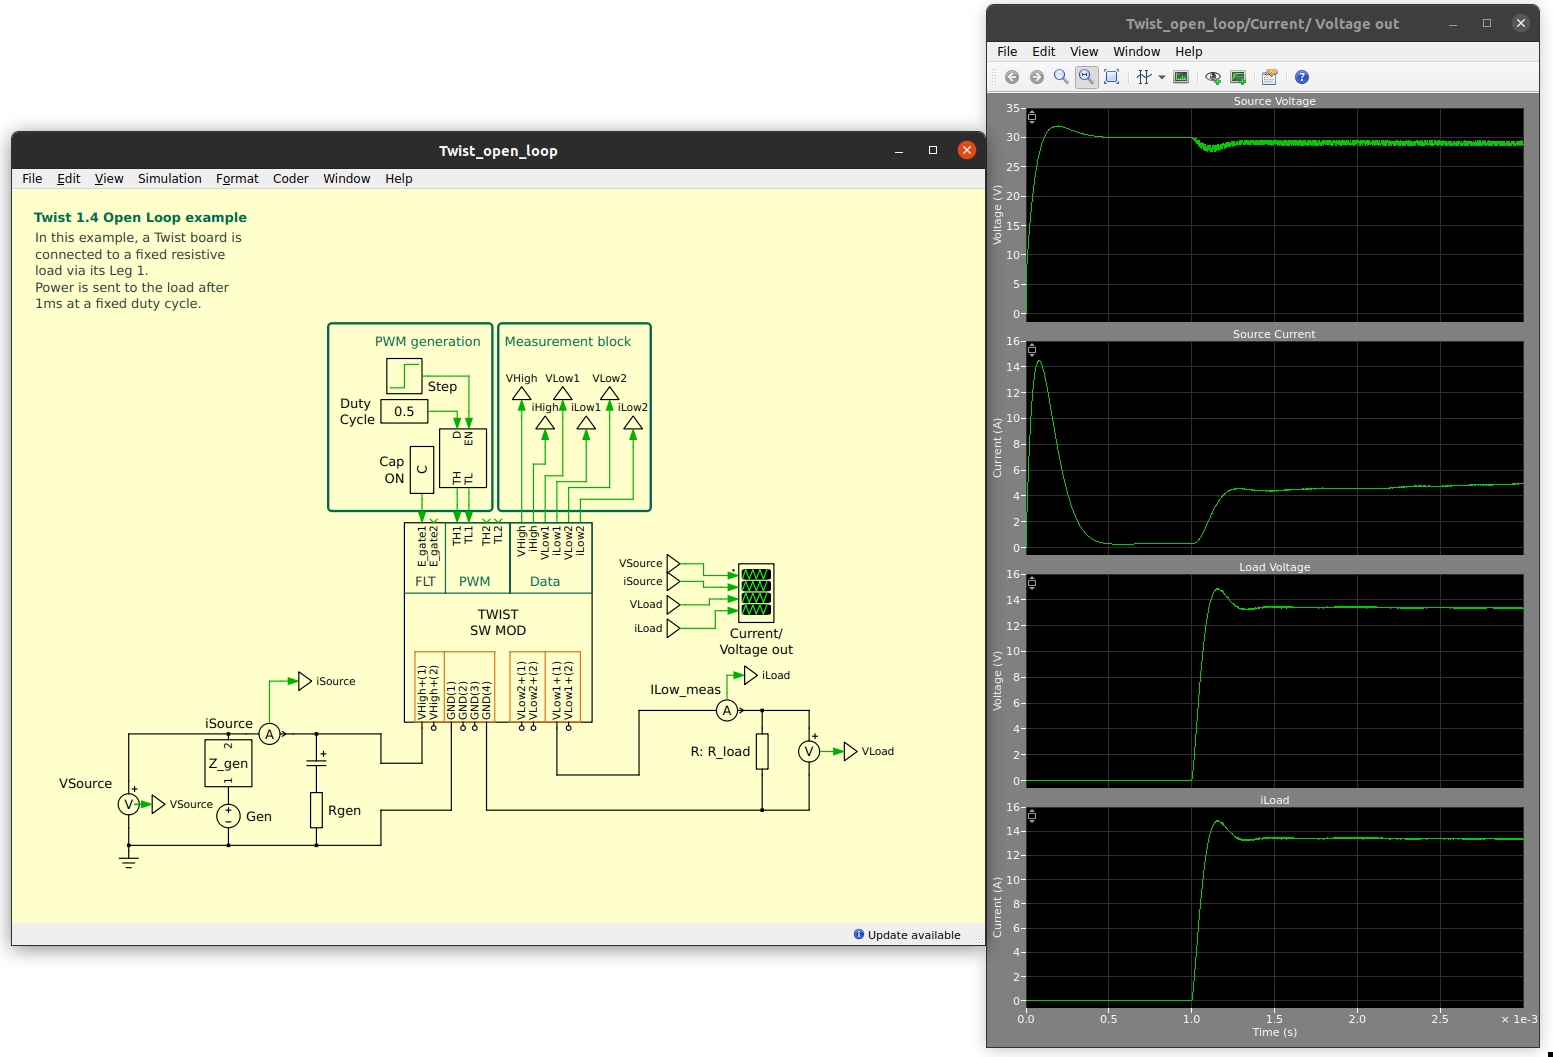 Twist_open_loop
File Edit View Simulation Format Coder Window Help
Twist 1.4 Open Loop example
In this example, a Twist board is
connected to a fixed resistive
load via its Leg 1.
Power is sent to the load after
1ms at a fixed duty cycle.
PWM generation
Step
Duty
Cycle
0.5
D
EN
Cap
ON
C
TH
TL
Measurement block
VHigh VLow1 VLow2
iHigh iLow1 iLow2
E_gate1
E_gate2
TH1
TL1
TH2
TL2
VHigh
iHigh
VLow1
iLow1
VLow2
iLow2
FLT PWM Data
TWIST
SW MOD
VHigh+(1)
VHigh+(2)
GND(1)
GND(2)
GND(3)
GND(4)
VLow2+(1)
VLow2+(2)
VLow1+(1)
VLow1+(2)
VSource
iSource
VLoad
iLoad
Current/
Voltage out
iSource
iSource
A
2
Z_gen
1
VSource
+
V
VSource
+
−
Gen
+
Rgen
iLoad
ILow_meas
A
R: R_load
+
V
VLoad
Update available
Twist_open_loop/Current/ Voltage out
File Edit View Window Help
Source Voltage
35
30
25
20
15
10
5
0
Voltage (V)
Source Current
16
14
12
10
8
6
4
2
0
Current (A)
Load Voltage
16
14
12
10
8
6
4
2
0
Voltage (V)
iLoad
16
14
12
10
8
6
4
2
0
Current (A)
0.0 0.5 1.0 1.5 2.0 2.5 × 1e-3
Time (s)